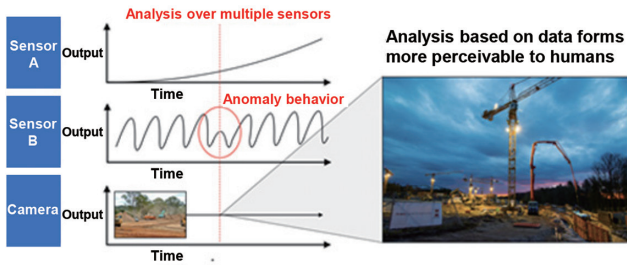 Analysis over multiple sensors
Sensor
A
Output
Time
Anomaly behavior
Sensor
B
Output
Time
Camera
Output
Time
Analysis based on data forms
more perceivable to humans